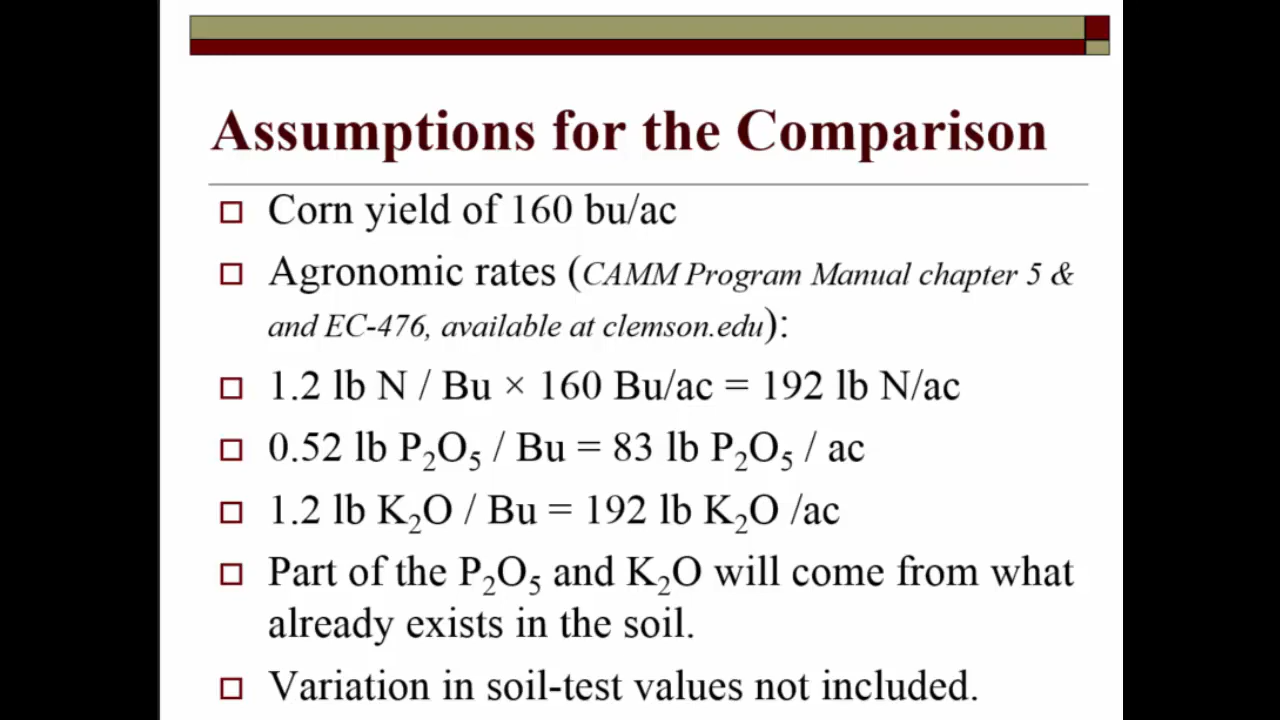 Assumptions for the Comparison
Corn yield of 160 bu/ac
Agronomic rates (CAMM Program Manual chapter 5 &
and EC-476, available at clemson.edu):
1.2 lb N / Bu × 160 Bu/ac = 192 lb N/ac
0.52 lb P₂O₅ / Bu = 83 lb P₂O₅ / ac
1.2 lb K₂O / Bu = 192 lb K₂O /ac
Part of the P₂O₅ and K₂O will come from what
already exists in the soil.
Variation in soil-test values not included.